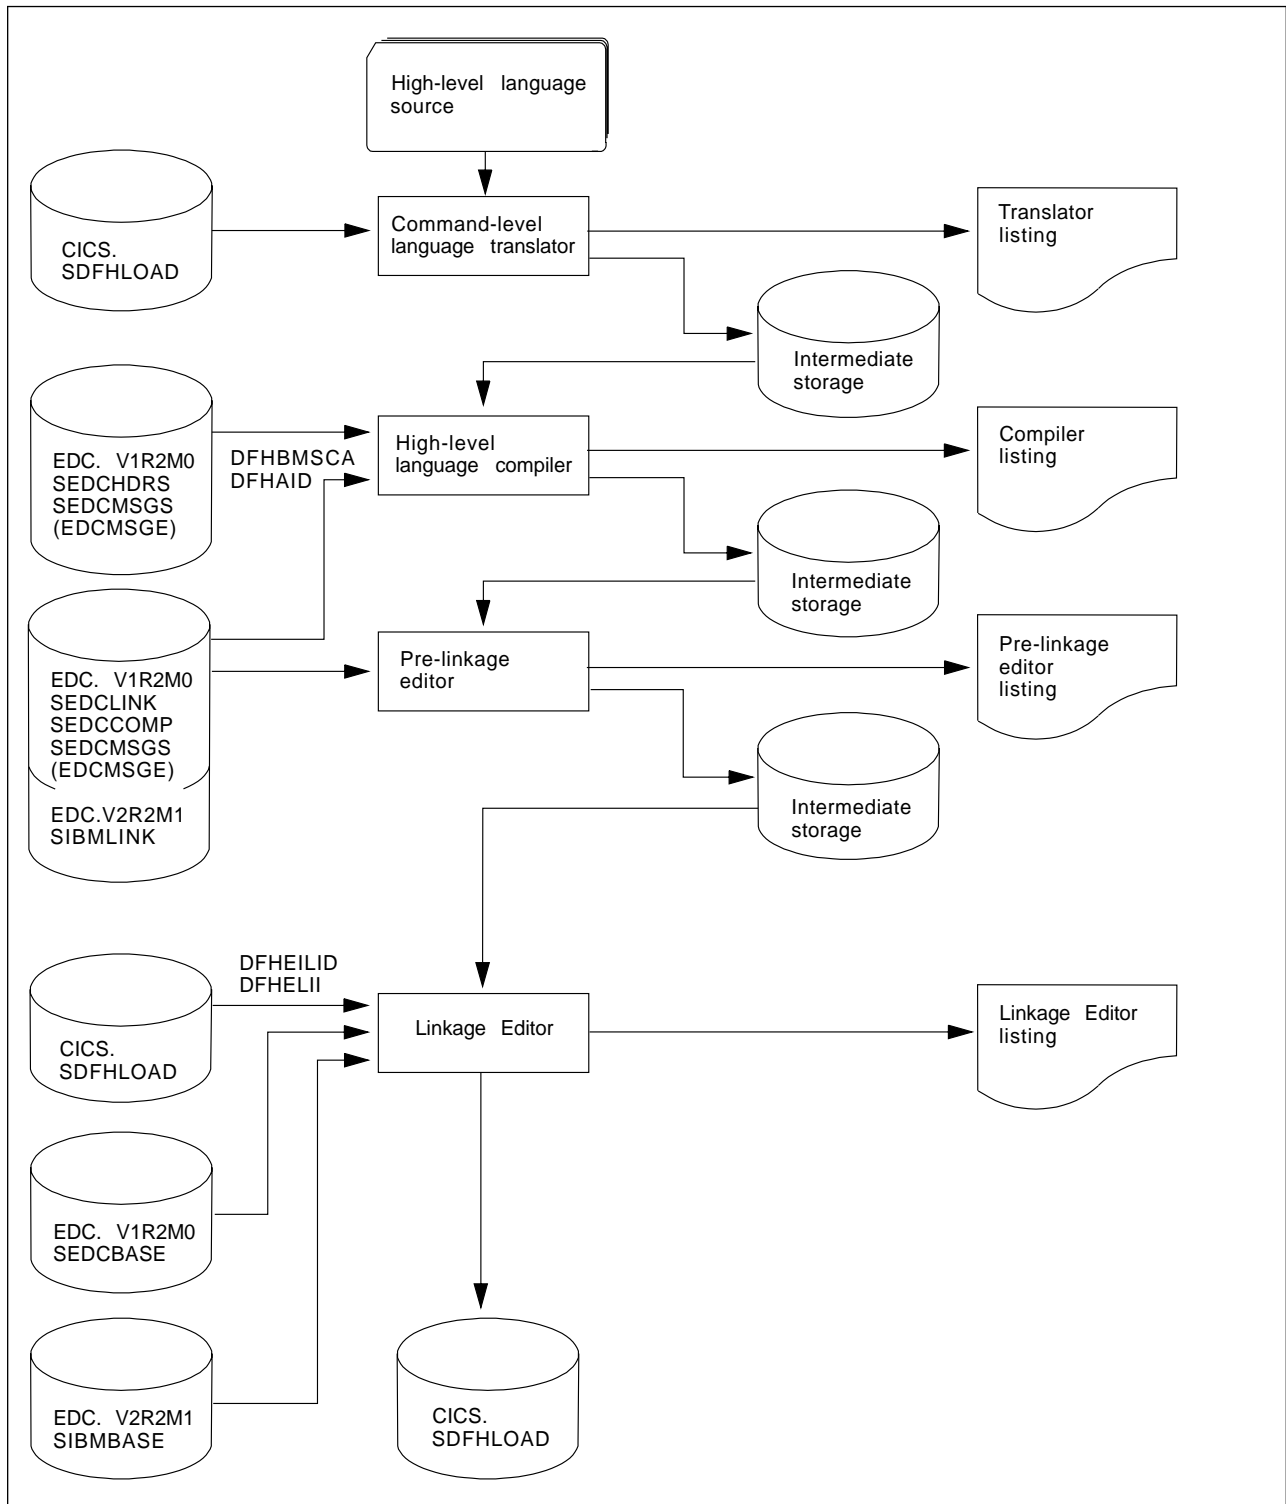 High-level language
source
CICS.
SDFHLOAD
Command-level
language translator
Translator
listing
Intermediate
storage
EDC. V1R2M0
SEDCHDRS
SEDCMSGS
(EDCMSGE)
DFHBMSCA
DFHAID
High-level
language compiler
Compiler
listing
Intermediate
storage
EDC. V1R2M0
SEDCLINK
SEDCCOMP
SEDCMSGS
(EDCMSGE)
EDC.V2R2M1
SIBMLINK
Pre-linkage
editor
Pre-linkage
editor
listing
Intermediate
storage
CICS.
SDFHLOAD
DFHEILID
DFHELII
Linkage Editor
Linkage Editor
listing
EDC. V1R2M0
SEDCBASE
EDC. V2R2M1
SIBMBASE
CICS.
SDFHLOAD